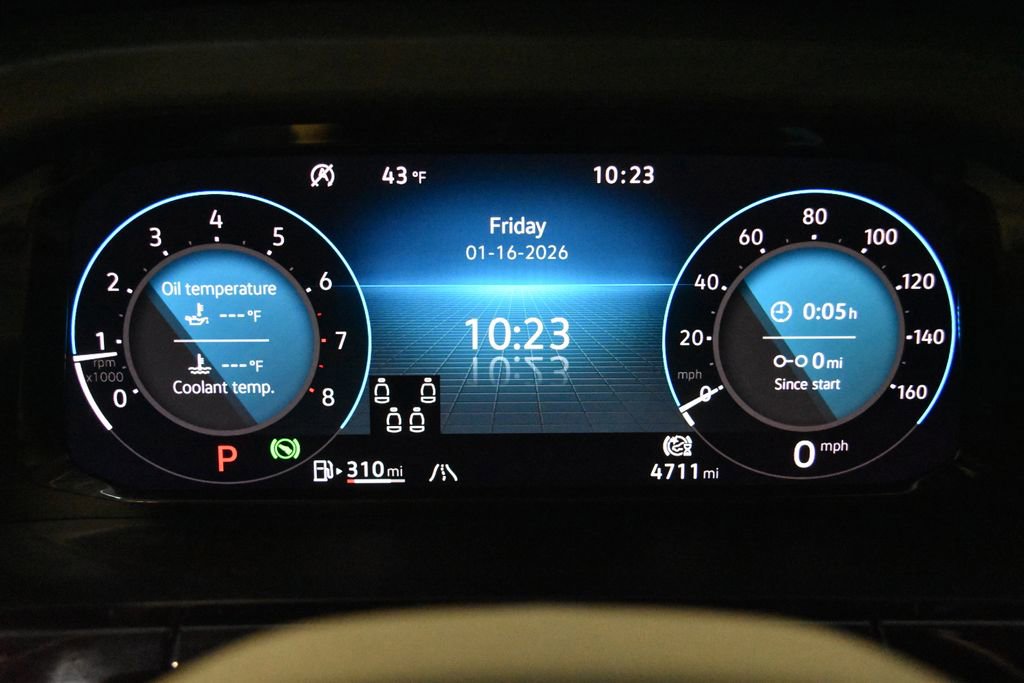 43 °F
10:23
Friday
01-16-2026
10:23
0
1
2
3
4
5
6
7
8
rpm
x1000
Oil temperature
---°F
---°F
Coolant temp.
P
310 mi
0
20
40
60
80
100
120
140
160
mph
0:05 h
0 mi
Since start
0 mph
4711 mi